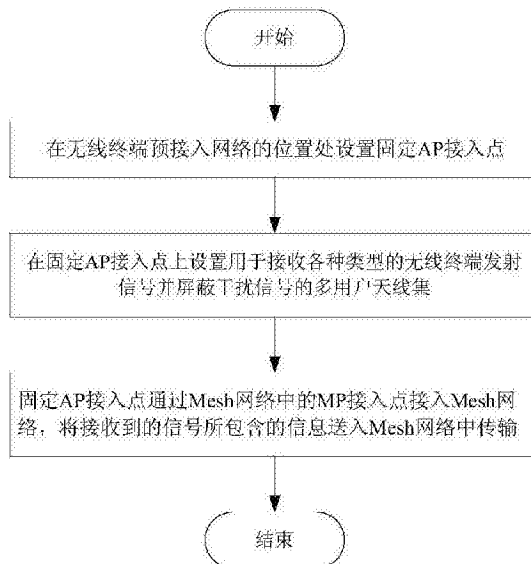 开始
在无线终端预接入网络的位置处设置固定AP接入点
在固定AP接入点上设置用于接收各种类型的无线终端发射
信号并屏蔽干扰信号的多用户天线集
固定AP接入点通过Mesh网络中的MP接入点接入Mesh网
络，将接收到的信号所包含的信息送入Mesh网络中传输
结束